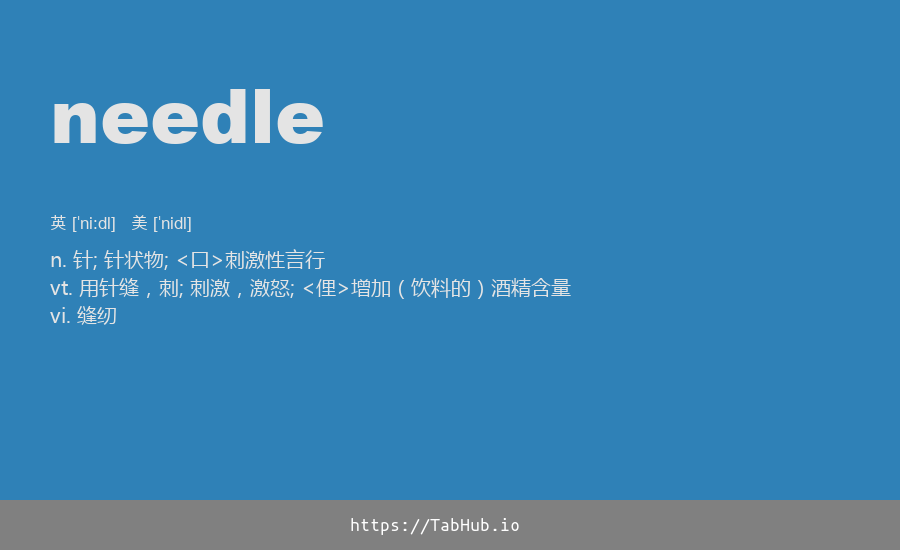 needle
英 ['ni:dl] 美 ['nidl]
n. 针; 针状物; <口>刺激性言行
vt. 用针缝，刺; 刺激，激怒; <俚>增加（饮料的）酒精含量
vi. 缝纫
https://TabHub.io